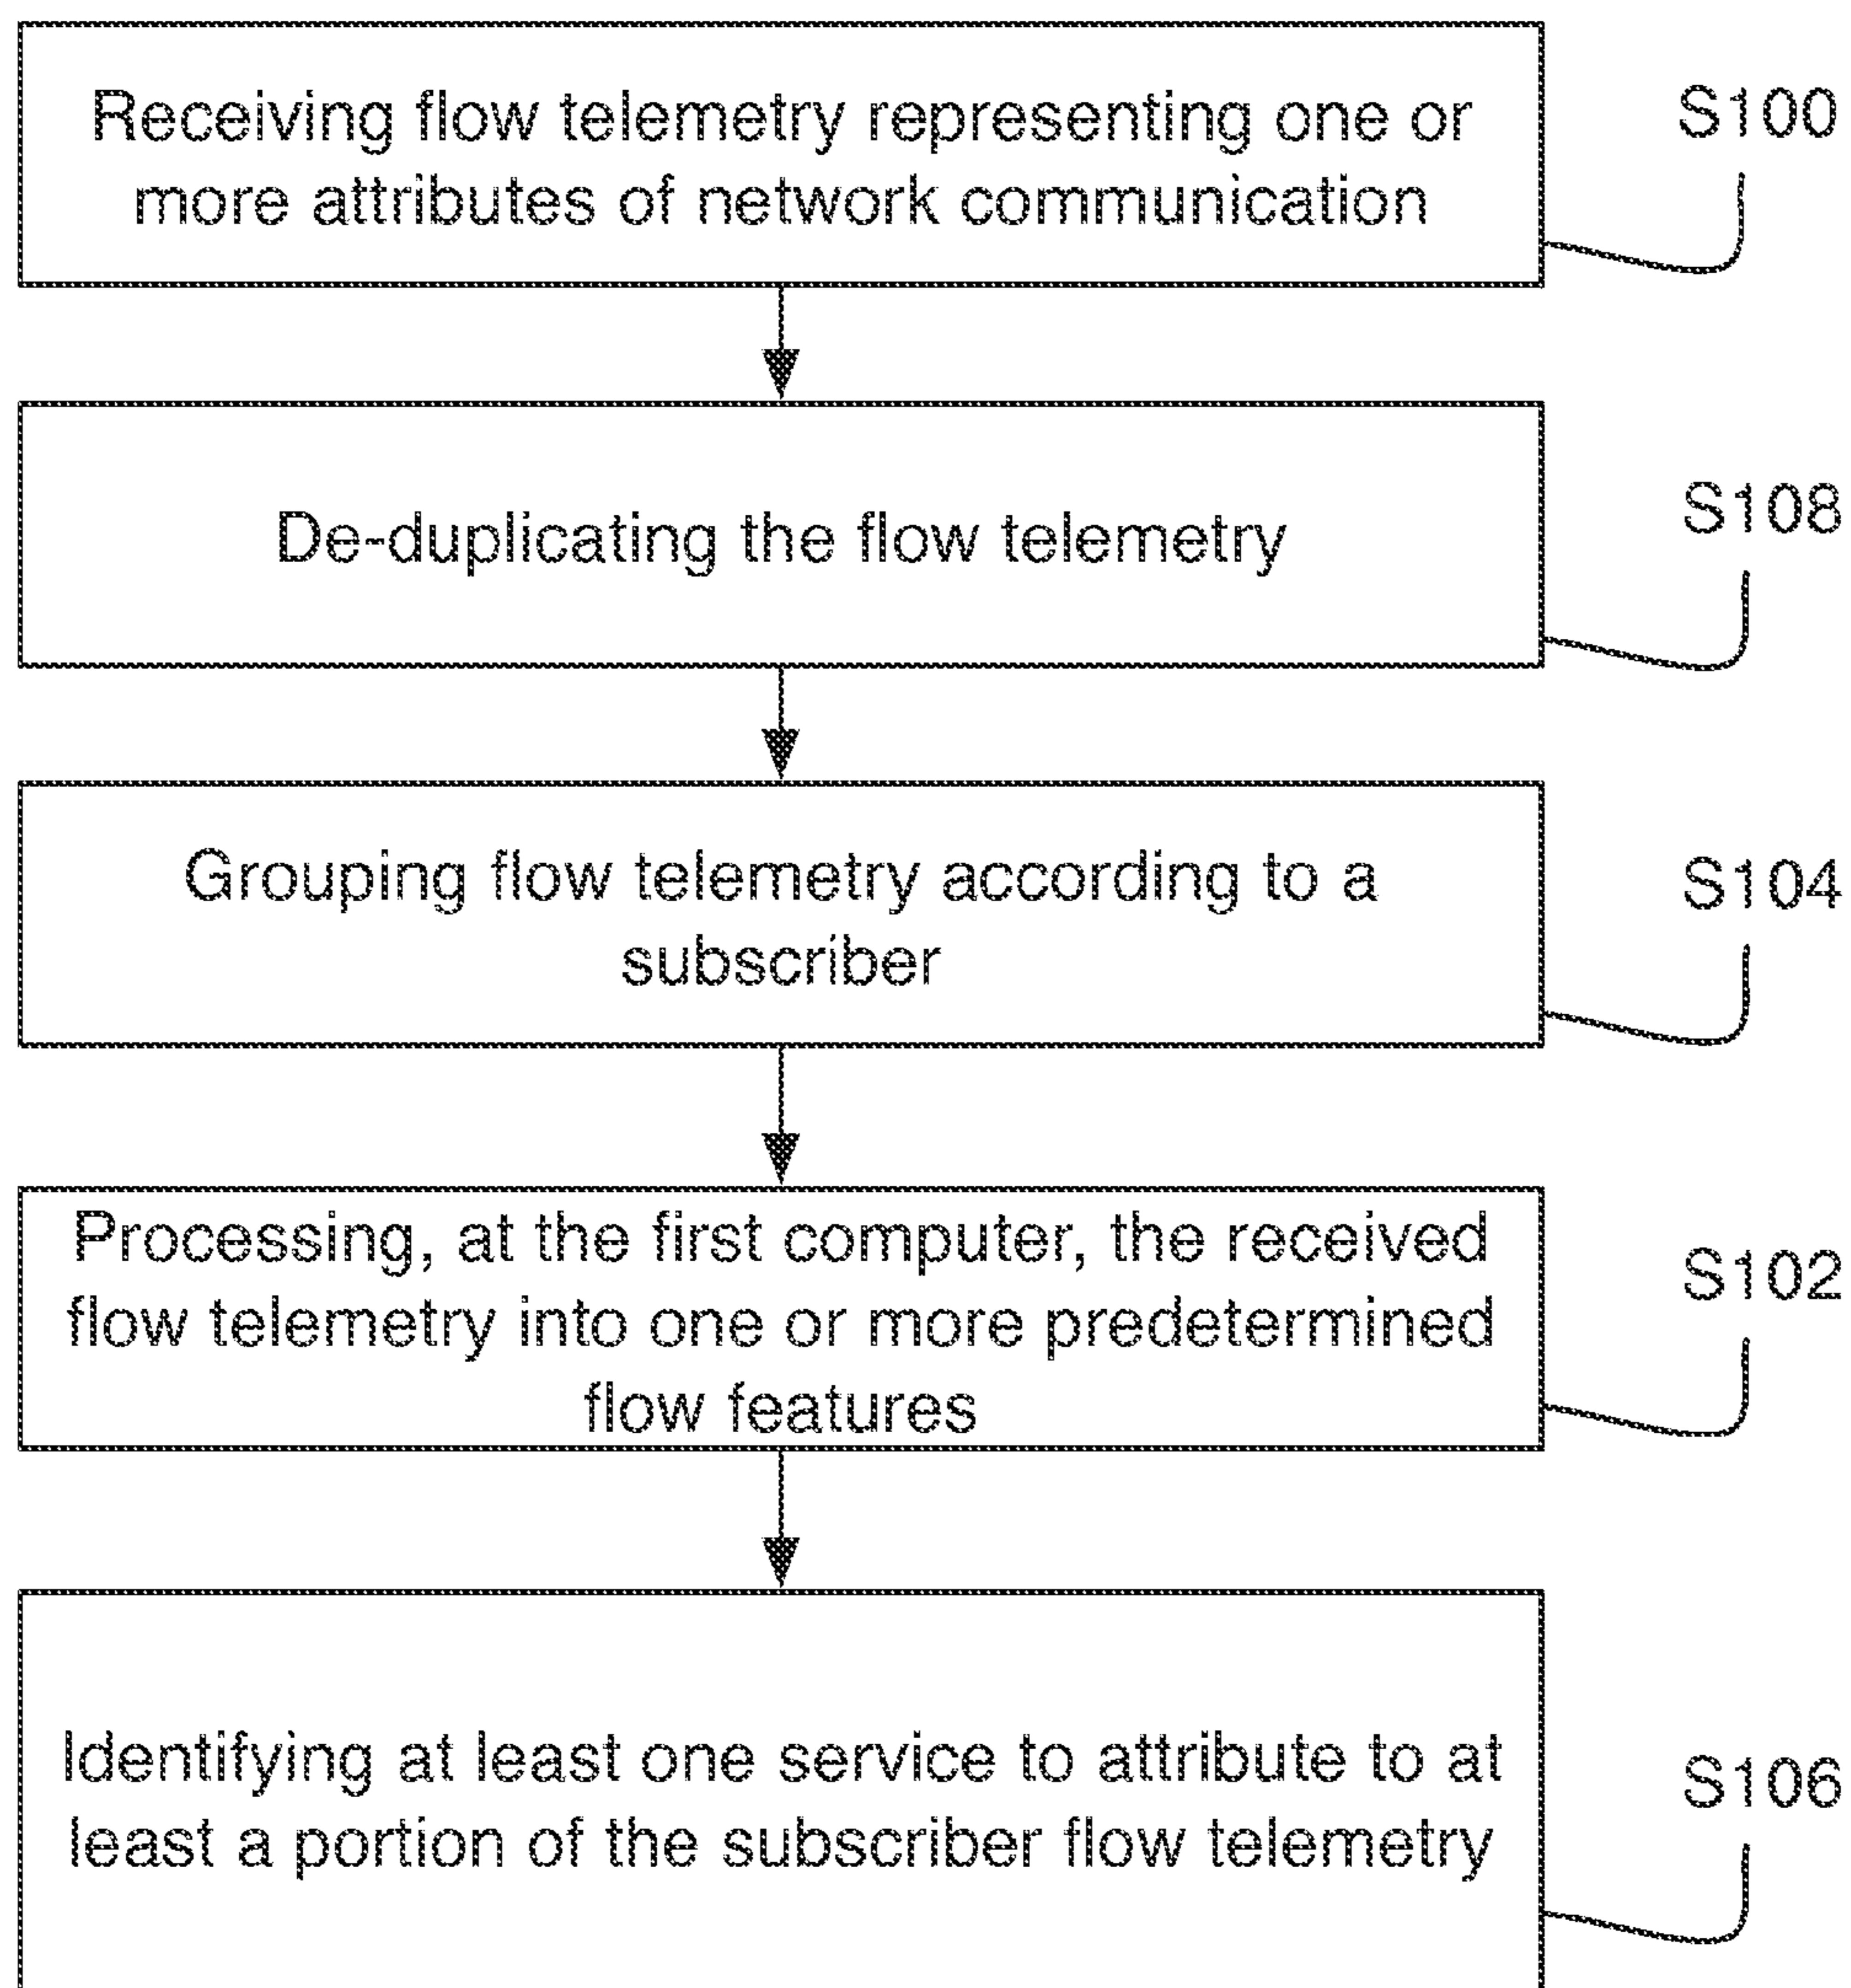 Receiving flow telemetry representing one or
more attributes of network communication
S100
De-duplicating the flow telemetry
S108
Grouping flow telemetry according to a
subscriber
S104
Processing, at the first computer, the received
flow telemetry into one or more predetermined
flow features
S102
Identifying at least one service to attribute to at
least a portion of the subscriber flow telemetry
S106